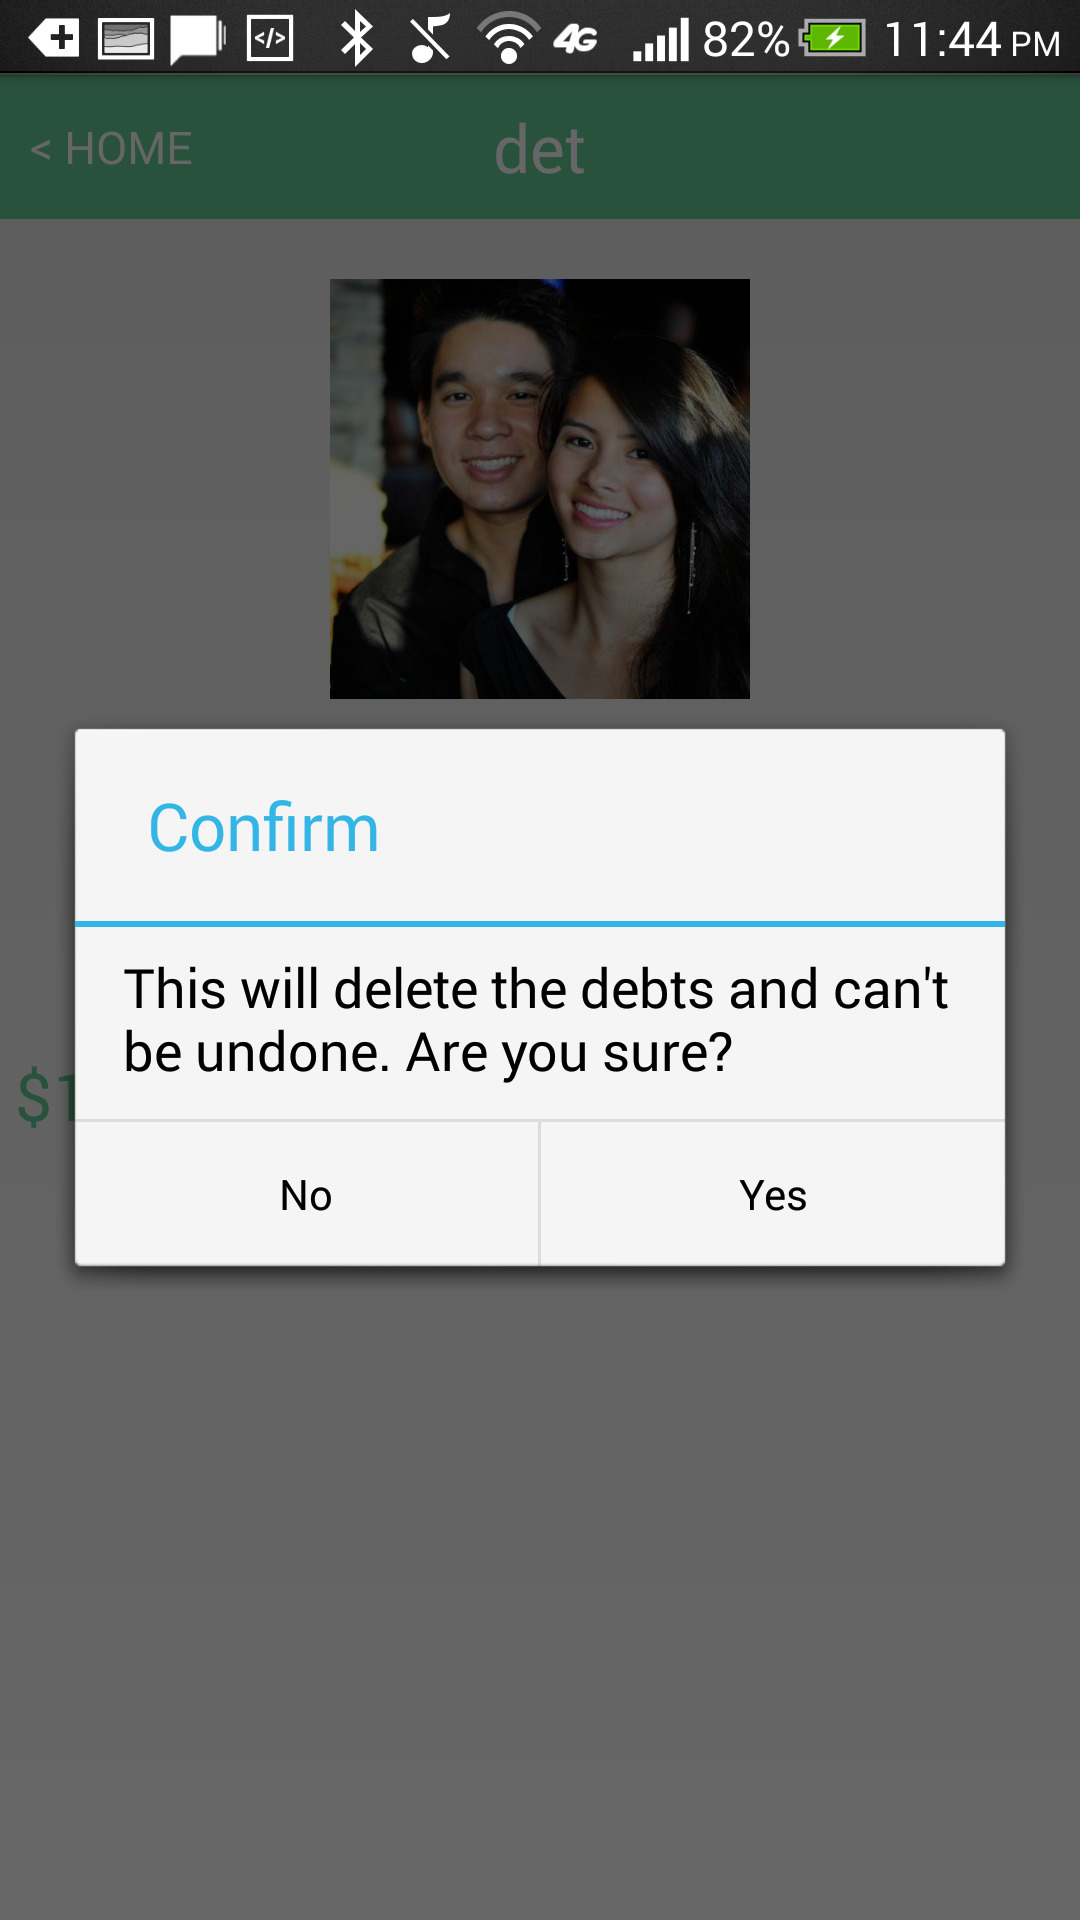 </> 4G 82% 11:44 PM
< HOME det
Confirm
This will delete the debts and can't
be undone. Are you sure?
$1
No Yes